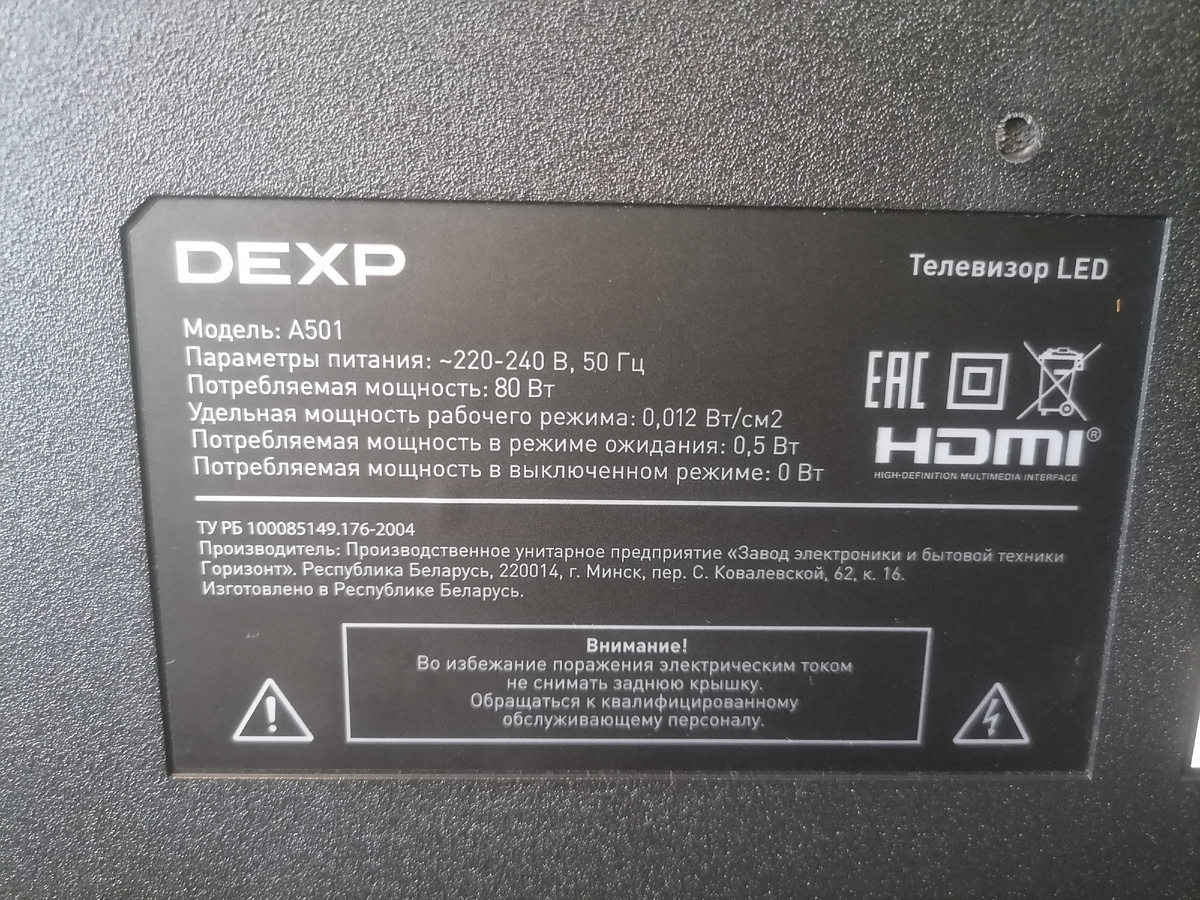 DEXP
Телевизор LED
Модель: A501
Параметры питания: ~220-240 В, 50 Гц
Потребляемая мощность: 80 Вт
Удельная мощность рабочего режима: 0,012 Вт/см2
Потребляемая мощность в режиме ожидания: 0,5 Вт
Потребляемая мощность в выключенном режиме: 0 Вт
EAC
HDMI®
HIGH-DEFINITION MULTIMEDIA INTERFACE
ТУ РБ 100085149.176-2004
Производитель: Производственное унитарное предприятие «Завод электроники и бытовой техники
Горизонт». Республика Беларусь, 220014, г. Минск, пер. С. Ковалевской, 62, к. 16.
Изготовлено в Республике Беларусь.
Внимание!
Во избежание поражения электрическим током
не снимать заднюю крышку.
Обращаться к квалифицированному
обслуживающему персоналу.